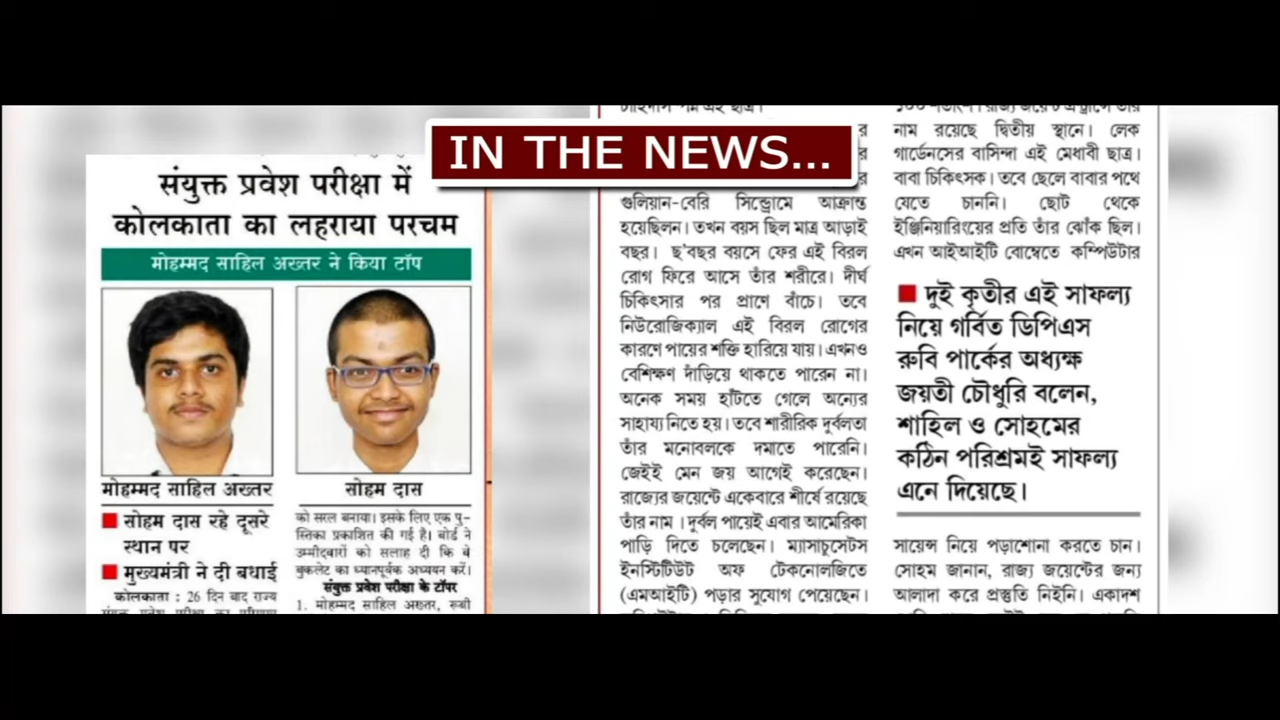 IN THE NEWS...
संयुक्त प्रवेश परीक्षा में
कोलकाता का लहराया परचम
मोहम्मद साहिल अख्तर ने किया टॉप
मोहम्मद साहिल अख्तर
सोहम दास
■ सोहम दास रहे दूसरे
स्थान पर
■ मुख्यमंत्री ने दी बधाई
कोलकाता : 26 दिन बाद राज्य
को सरल बनाया। इसके लिए एक पु-
स्तिका प्रकाशित की गई है। बोर्ड ने
उम्मीदवारों को सलाह दी कि वे
बुकलेट का ध्यानपूर्वक अध्ययन करें।
संयुक्त प्रवेश परीक्षा के टॉपर
1. मोहम्मद साहिल अख्तर, रूबी
গুলিয়ান-বেরি সিন্ড্রোমে আক্রান্ত
হয়েছিলন। তখন বয়স ছিল মাত্র আড়াই
বছর। ছ'বছর বয়সে ফের এই বিরল
রোগ ফিরে আসে তাঁর শরীরে। দীর্ঘ
চিকিৎসার পর প্রাণে বাঁচে। তবে
নিউরোজিক্যাল এই বিরল রোগের
কারণে পায়ের শক্তি হারিয়ে যায়। এখনও
বেশিক্ষণ দাঁড়িয়ে থাকতে পারেন না।
অনেক সময় হাঁটতে গেলে অন্যের
সাহায্য নিতে হয়। তবে শারীরিক দুর্বলতা
তাঁর মনোবলকে দমাতে পারেনি।
জেইই মেন জয় আগেই করেছেন।
রাজ্যের জয়েন্টে একেবারে শীর্ষে রয়েছে
তাঁর নাম । দুর্বল পায়েই এবার আমেরিকা
পাড়ি দিতে চলেছেন। ম্যাসাচুসেটস
ইনস্টিটিউট অফ টেকনোলজিতে
(এমআইটি) পড়ার সুযোগ পেয়েছেন।
নাম রয়েছে দ্বিতীয় স্থানে। লেক
গার্ডেনসের বাসিন্দা এই মেধাবী ছাত্র।
বাবা চিকিৎসক। তবে ছেলে বাবার পথে
যেতে চাননি। ছোট থেকে
ইঞ্জিনিয়ারিংয়ের প্রতি তাঁর ঝোঁক ছিল।
এখন আইআইটি বোম্বেতে কম্পিউটার
■ দুই কৃতীর এই সাফল্য
নিয়ে গর্বিত ডিপিএস
রুবি পার্কের অধ্যক্ষ
জয়তী চৌধুরি বলেন,
শাহিল ও সোহমের
কঠিন পরিশ্রমই সাফল্য
এনে দিয়েছে।
সায়েন্স নিয়ে পড়াশোনা করতে চান।
সোহম জানান, রাজ্য জয়েন্টের জন্য
আলাদা করে প্রস্তুতি নিইনি। একাদশ